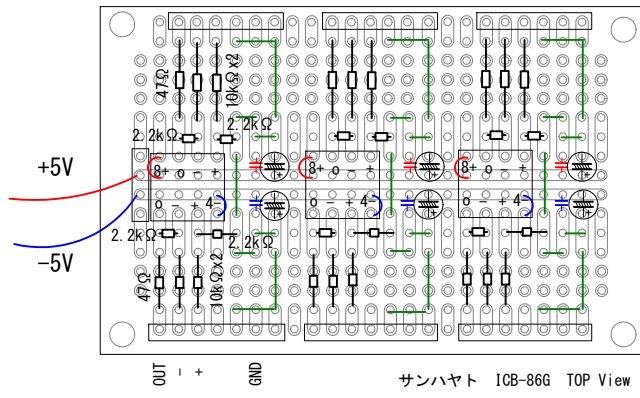 47Ω
10kΩx2
2.2kΩ
2.2kΩ
+5V
8+ o - +
8+ o - +
8+ o - +
o - + 4-
o - + 4-
o - + 4-
-5V
2.2kΩ
2.2kΩ
47Ω
10kΩx2
OUT
-
+
GND
サンハヤト ICB-86G TOP View